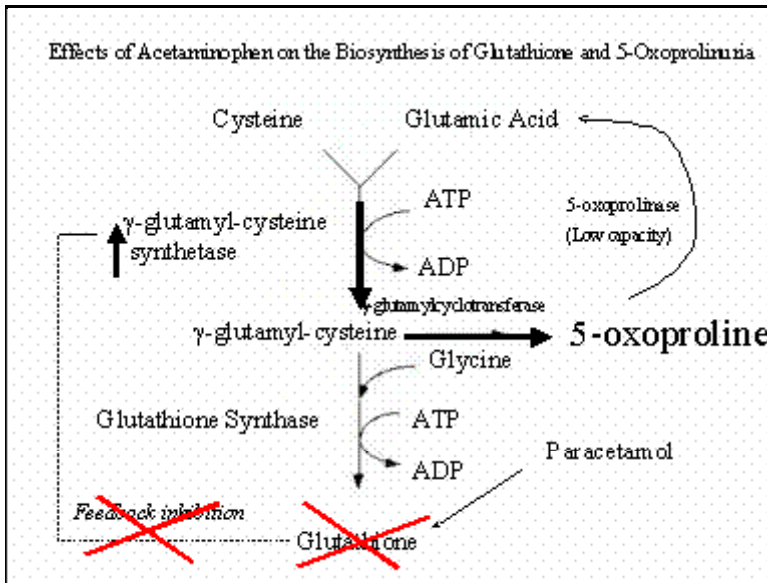 Effects of Acetaminophen on the Biosynthesis of Glutathione and 5-Oxoprolinuria
Cysteine
Glutamic Acid
ATP
5-oxoprolinase
(Low capacity)
γ-glutamyl-cysteine
synthetase
ADP
γ-glutamylcyclotransferase
γ-glutamyl-cysteine
5-oxoproline
Glycine
Glutathione Synthase
ATP
ADP
Paracetamol
Feedback inhibition
Glutathione